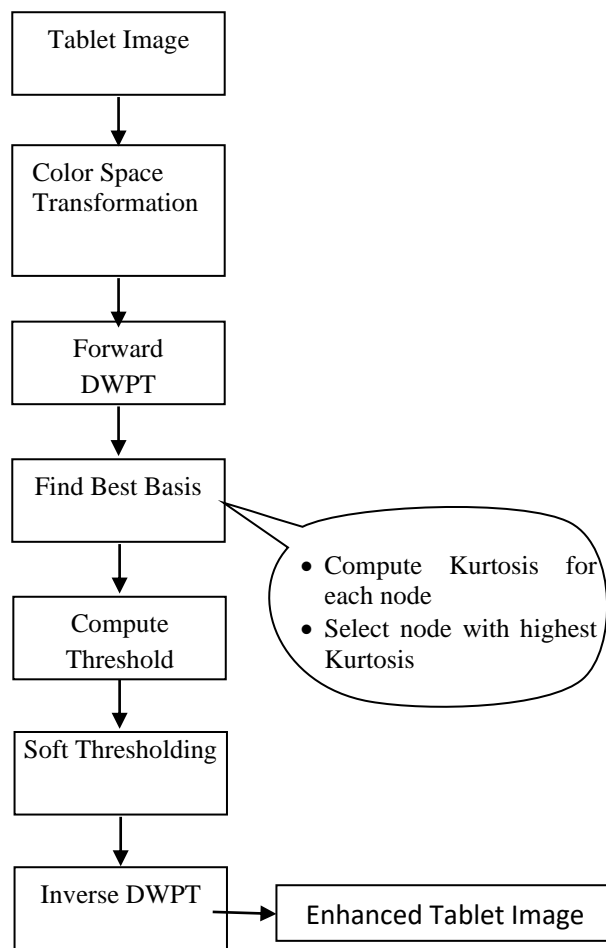 Tablet Image
Color Space
Transformation
Forward
DWPT
Find Best Basis
• Compute Kurtosis for
each node
• Select node with highest
Kurtosis
Compute
Threshold
Soft Thresholding
Inverse DWPT
Enhanced Tablet Image